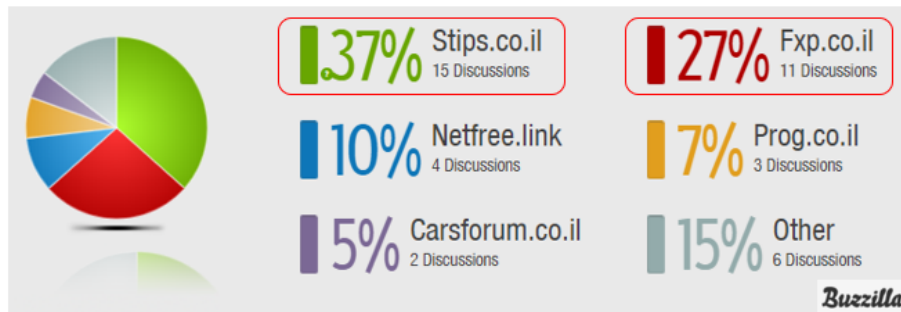 37% Stips.co.il
15 Discussions
27% Fxp.co.il
11 Discussions
10% Netfree.link
4 Discussions
7% Prog.co.il
3 Discussions
5% Carsforum.co.il
2 Discussions
15% Other
6 Discussions
Buzzilla